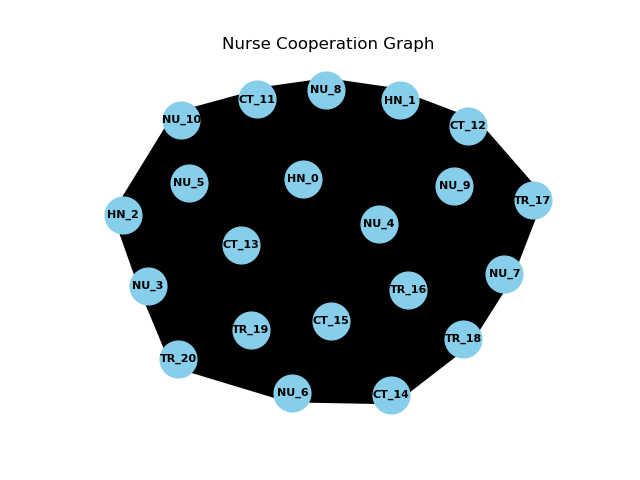 Nurse Cooperation Graph
NU_8
CT_11
HN_1
NU_10
CT_12
HN_0
NU_5
NU_9
TR_17
HN_2
NU_4
CT_13
NU_7
NU_3
TR_16
CT_15
TR_19
TR_18
TR_20
NU_6
CT_14